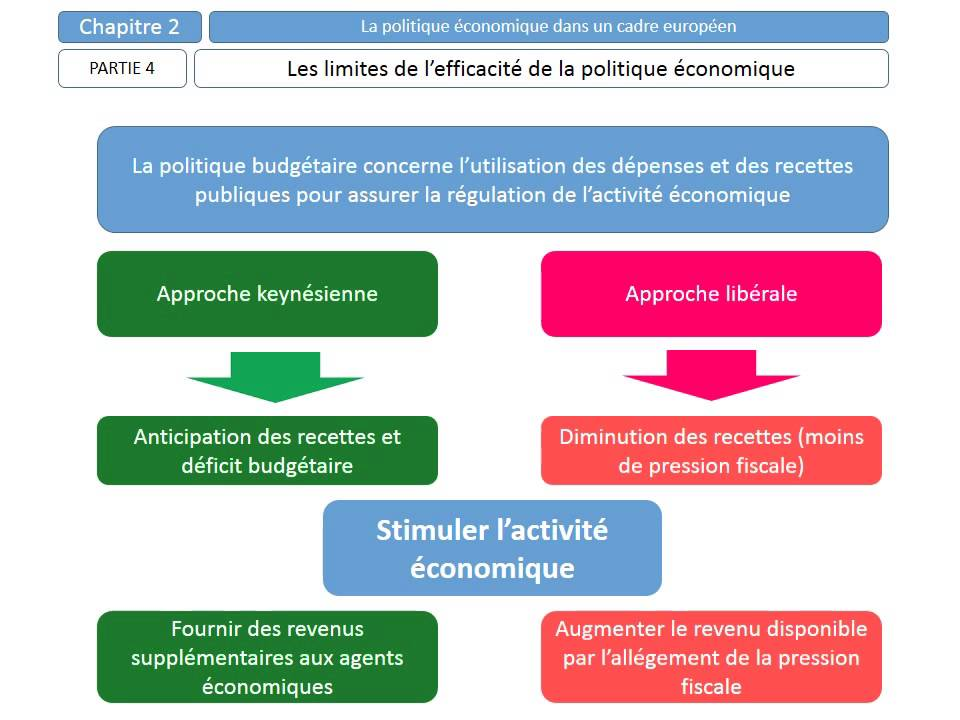 Chapitre 2
La politique économique dans un cadre européen
PARTIE 4
Les limites de l’efficacité de la politique économique
La politique budgétaire concerne l’utilisation des dépenses et des recettes
publiques pour assurer la régulation de l’activité économique
Approche keynésienne
Approche libérale
Anticipation des recettes et
déficit budgétaire
Diminution des recettes (moins
de pression fiscale)
Stimuler l’activité
économique
Fournir des revenus
supplémentaires aux agents
économiques
Augmenter le revenu disponible
par l’allégement de la pression
fiscale